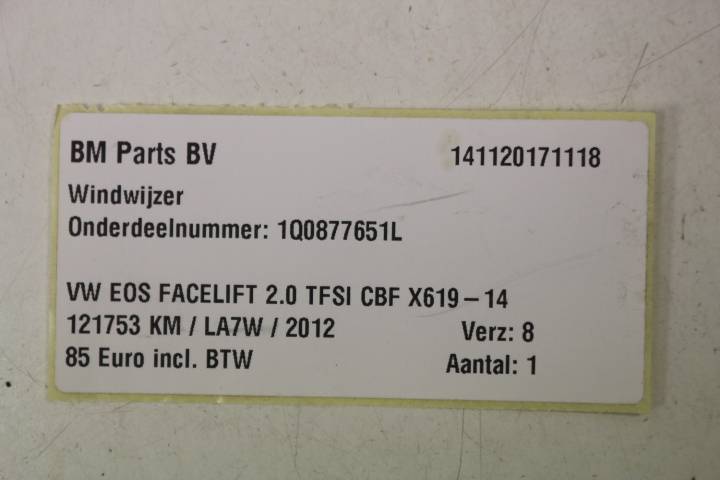 BM Parts BV 141120171118
Windwijzer
Onderdeelnummer: 1Q0877651L
VW EOS FACELIFT 2.0 TFSI CBF X619-14
121753 KM / LA7W / 2012 Verz: 8
85 Euro incl. BTW Aantal: 1